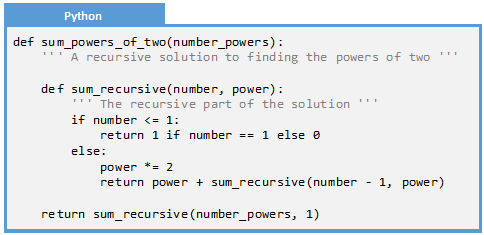 Python
def sum_powers_of_two(number_powers):
    ''' A recursive solution to finding the powers of two '''
    def sum_recursive(number, power):
        ''' The recursive part of the solution '''
        if number <= 1:
            return 1 if number == 1 else 0
        else:
            power *= 2
            return power + sum_recursive(number - 1, power)
    return sum_recursive(number_powers, 1)